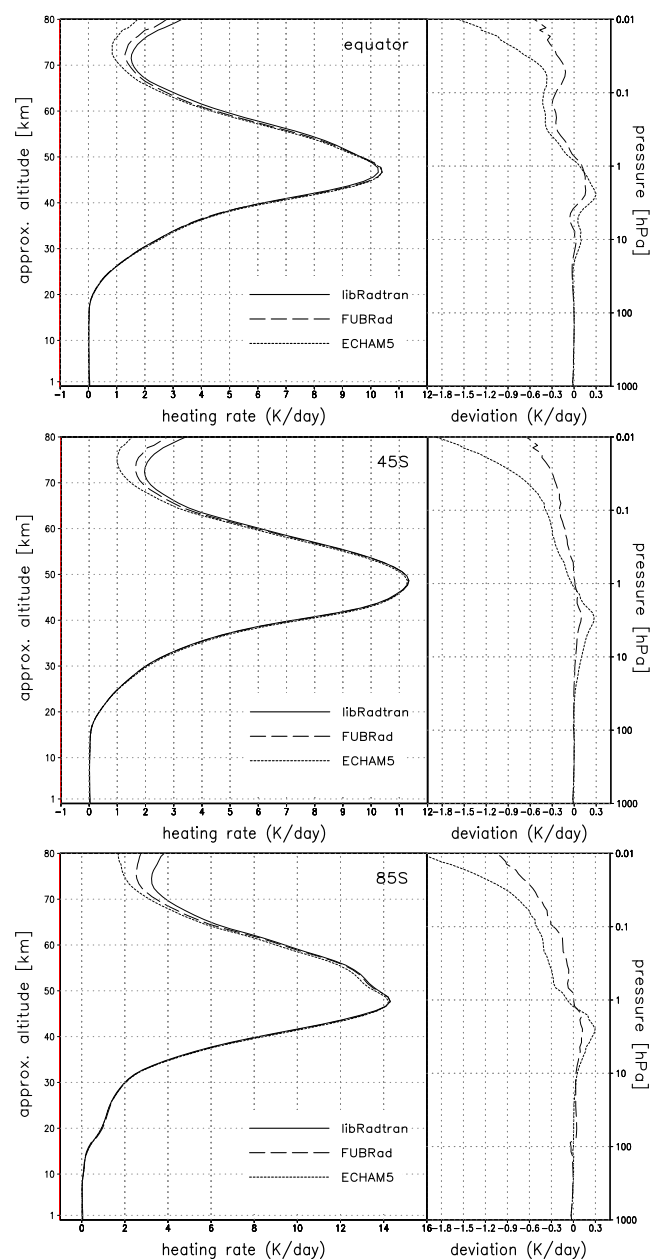 80
70
60
50
40
30
20
10
1
approx. altitude [km]
equator
libRadtran
FUBRad
ECHAM5
-1 0 1 2 3 4 5 6 7 8 9 10 11 12
heating rate (K/day)
-1.8 -1.5 -1.2 -0.9 -0.6 -0.3 0 0.3
deviation (K/day)
0.01
0.1
1
10
100
1000
pressure [hPa]
80
70
60
50
40
30
20
10
1
approx. altitude [km]
45S
libRadtran
FUBRad
ECHAM5
-1 0 1 2 3 4 5 6 7 8 9 10 11 12
heating rate (K/day)
-1.8 -1.5 -1.2 -0.9 -0.6 -0.3 0 0.3
deviation (K/day)
0.01
0.1
1
10
100
1000
pressure [hPa]
80
70
60
50
40
30
20
10
1
approx. altitude [km]
85S
libRadtran
FUBRad
ECHAM5
0 2 4 6 8 10 12 14 16
heating rate (K/day)
-1.8 -1.5 -1.2 -0.9 -0.6 -0.3 0 0.3
deviation (K/day)
0.01
0.1
1
10
100
1000
pressure [hPa]